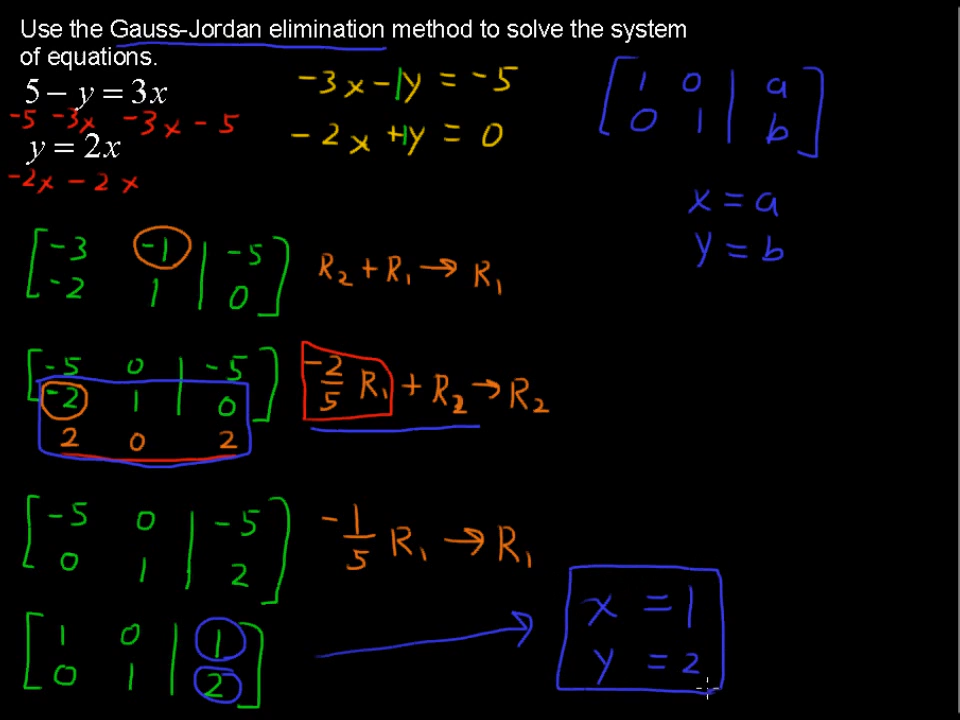 Use the Gauss-Jordan elimination method to solve the system
of equations.
5 − y = 3x
-5 -3x -3x - 5
y = 2x
-2x - 2x
-3x - 1y = -5
-2x + 1y = 0
[ 1 0 | a ]
[ 0 1 | b ]
x = a
y = b
[ -3 -1 | -5 ]
[ -2 1 | 0 ]
R₂ + R₁ → R₁
[ -5 0 | -5 ]
[ -2 1 | 0 ]
2 0 2
-2/5 R₁ + R₂ → R₂
[ -5 0 | -5 ]
[ 0 1 | 2 ]
-1/5 R₁ → R₁
[ 1 0 | 1 ]
[ 0 1 | 2 ]
x = 1
y = 2